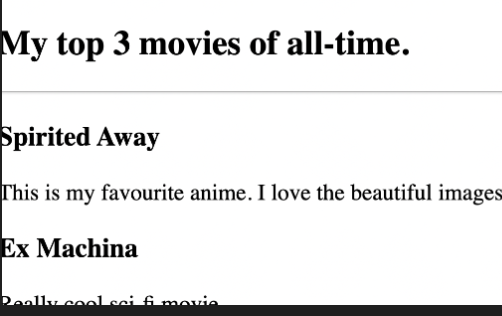 My top 3 movies of all-time.
Spirited Away
This is my favourite anime. I love the beautiful images
Ex Machina
Really cool sci-fi movie